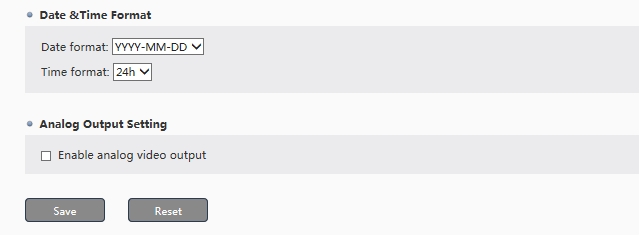 Date &Time Format
Date format: YYYY-MM-DD
Time format: 24h
Analog Output Setting
Enable analog video output
Save Reset